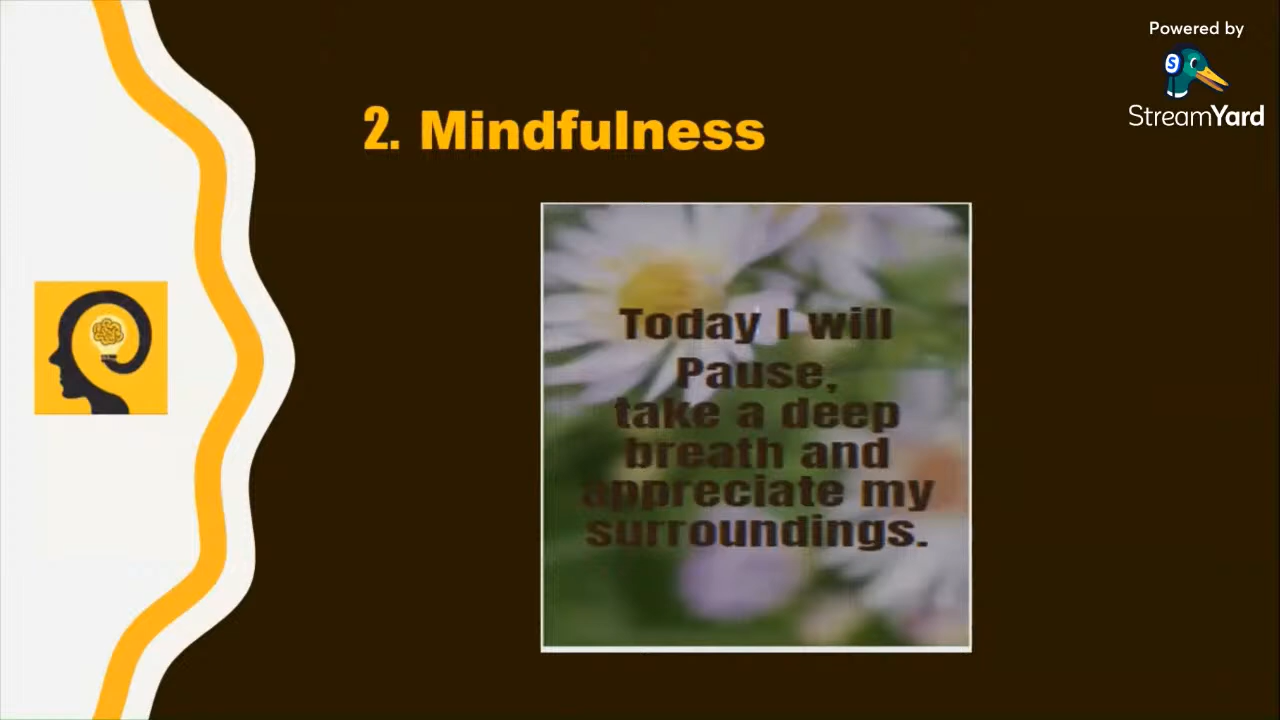 Powered by
S
StreamYard
2. Mindfulness
Today I will
Pause,
take a deep
breath and
appreciate my
surroundings.